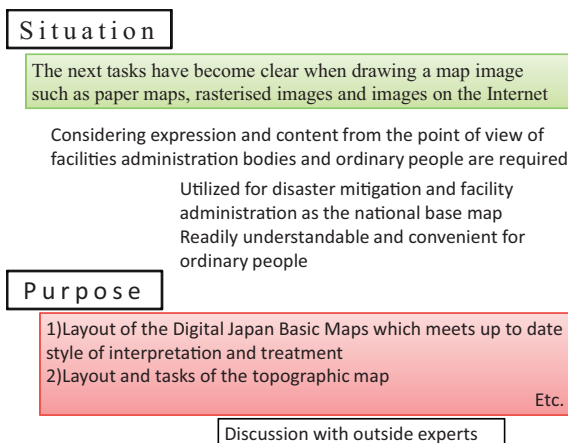 Situation
The next tasks have become clear when drawing a map image
such as paper maps, rasterised images and images on the Internet
Considering expression and content from the point of view of
facilities administration bodies and ordinary people are required
Utilized for disaster mitigation and facility
administration as the national base map
Readily understandable and convenient for
ordinary people
Purpose
1)Layout of the Digital Japan Basic Maps which meets up to date
style of interpretation and treatment
2)Layout and tasks of the topographic map
Etc.
Discussion with outside experts